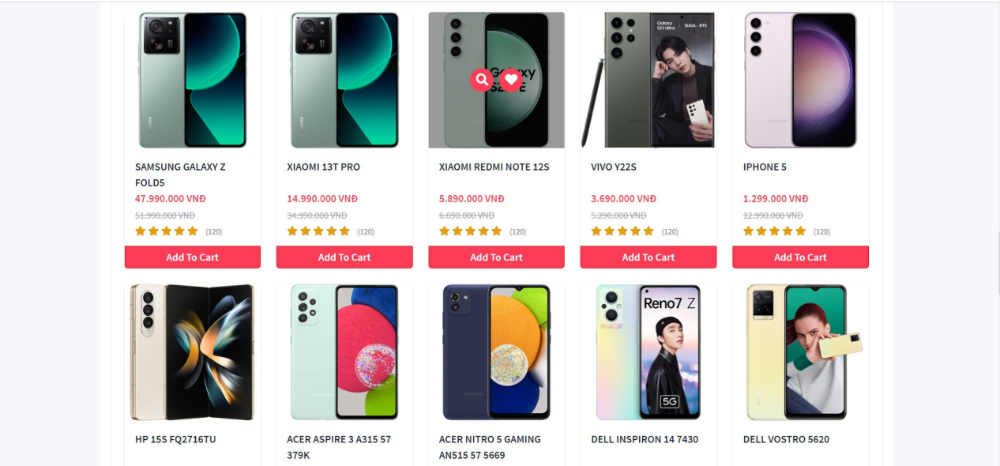 Galaxy
S23 Ultra
SUGA - BTS
SAMSUNG GALAXY Z
FOLD5
47.990.000 VNĐ
51.990.000 VNĐ
(120)
Add To Cart
XIAOMI 13T PRO
14.990.000 VNĐ
34.990.000 VNĐ
(120)
Add To Cart
XIAOMI REDMI NOTE 12S
5.890.000 VNĐ
6.690.000 VNĐ
(120)
Add To Cart
VIVO Y22S
3.690.000 VNĐ
5.290.000 VNĐ
(120)
Add To Cart
IPHONE 5
1.299.000 VNĐ
12.990.000 VNĐ
(120)
Add To Cart
Reno7 Z
5G
HP 15S FQ2716TU
ACER ASPIRE 3 A315 57
379K
ACER NITRO 5 GAMING
AN515 57 5669
DELL INSPIRON 14 7430
DELL VOSTRO 5620